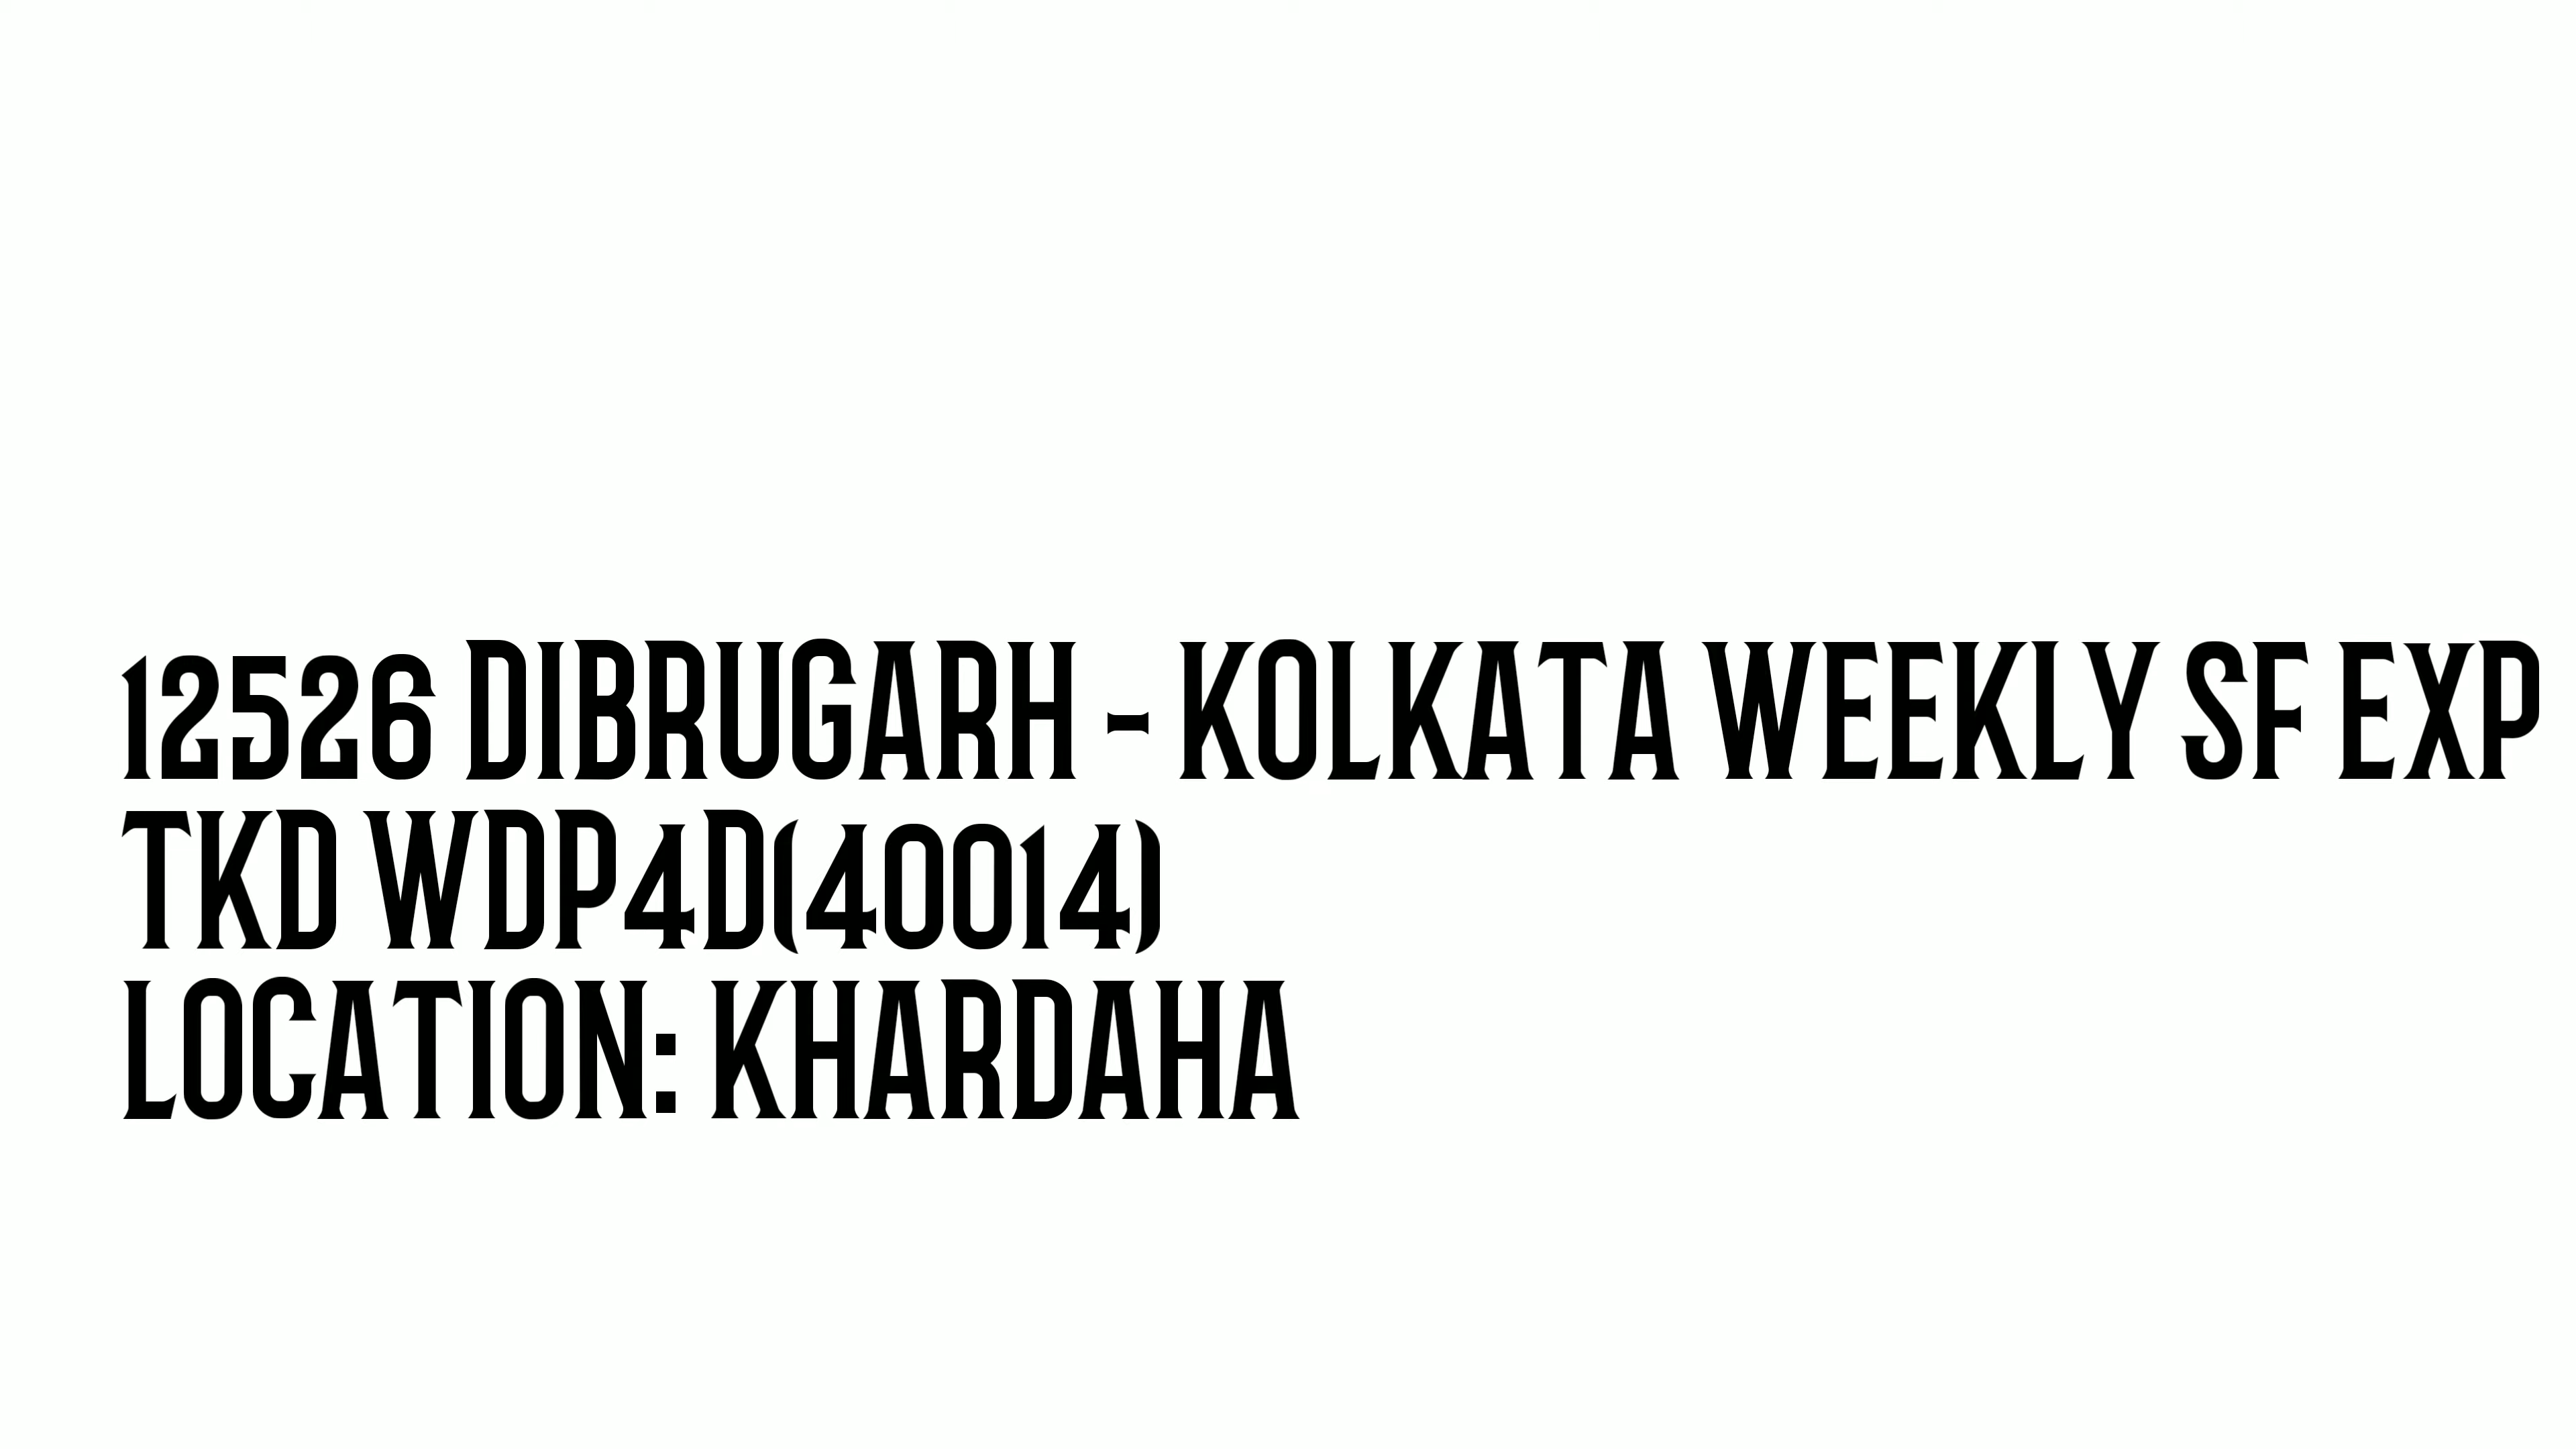 12526 DIBRUGARH - KOLKATA WEEKLY SF EXP
TKD WDP4D(40014)
LOCATION: KHARDAHA